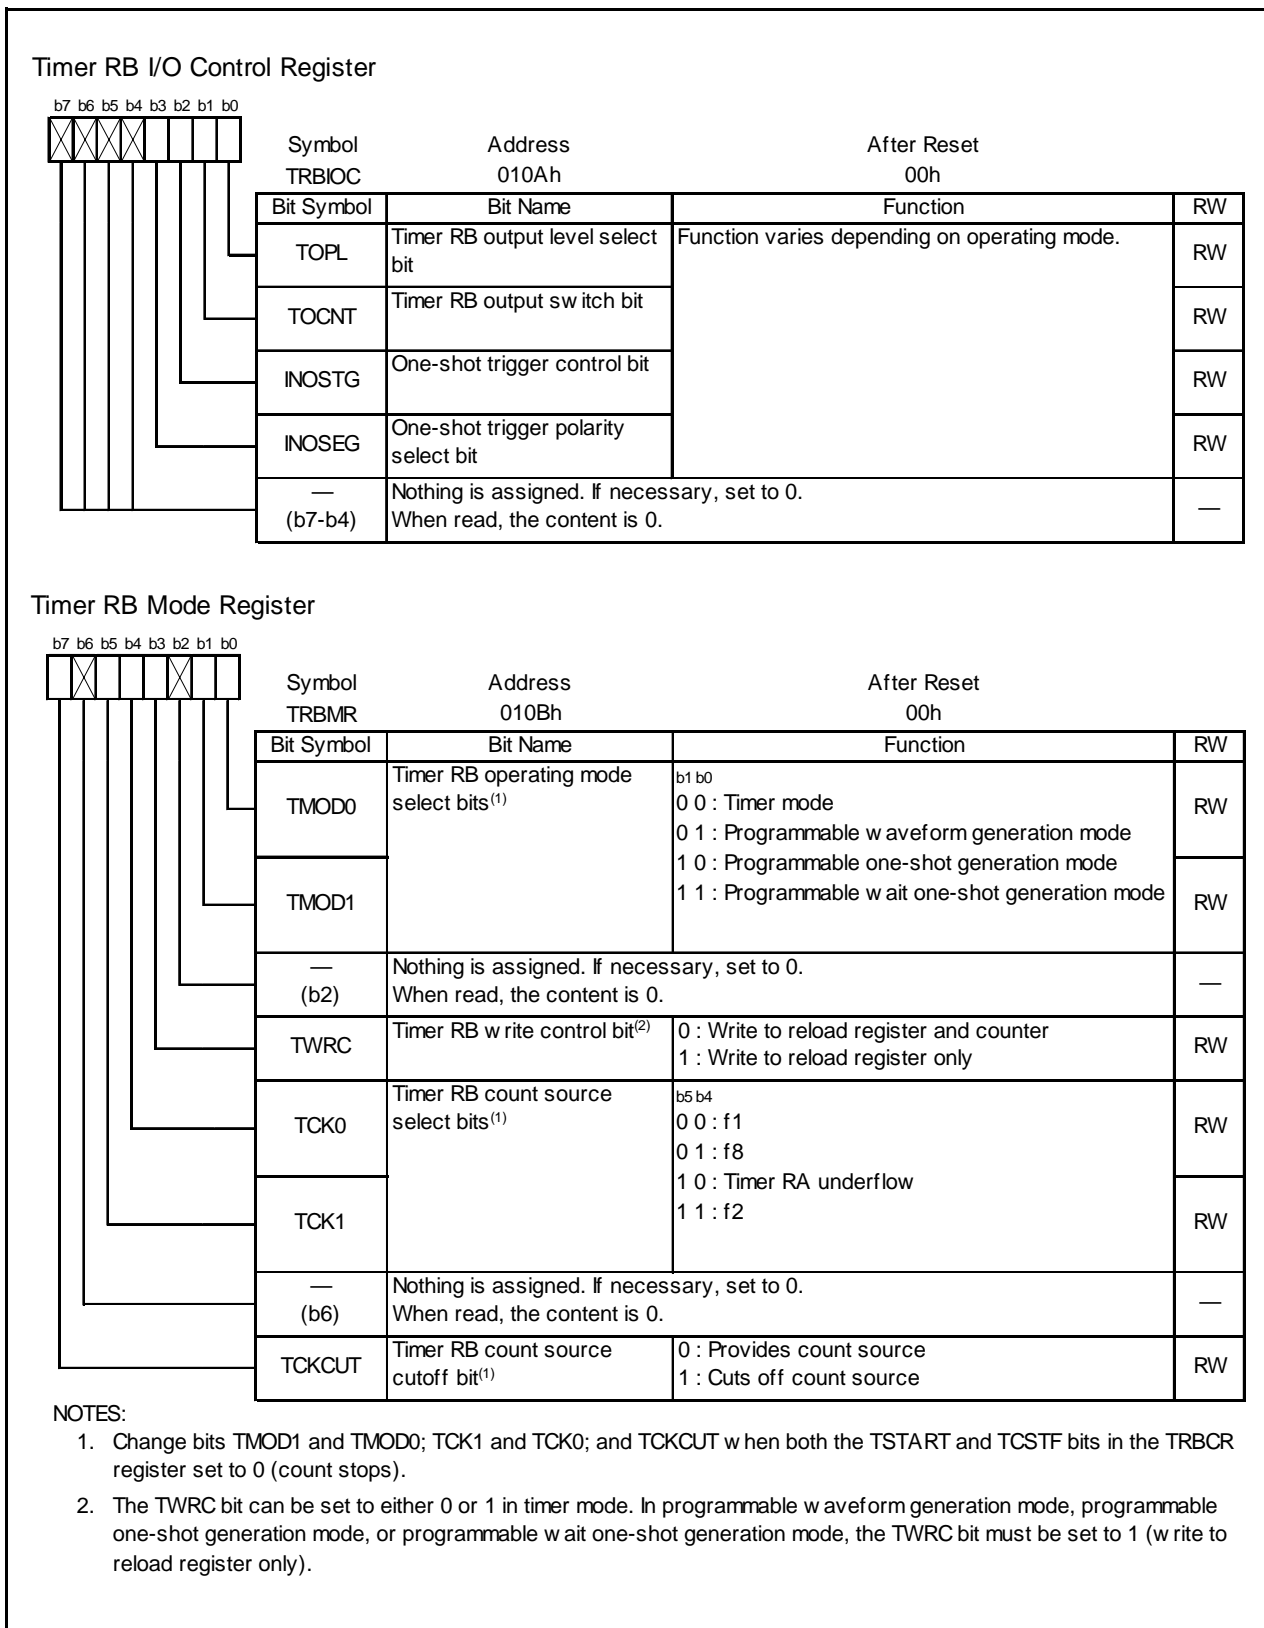 Timer RB I/O Control Register
b7 b6 b5 b4 b3 b2 b1 b0
Symbol Address After Reset
TRBIOC 010Ah 00h
Bit Symbol Bit Name Function RW
TOPL Timer RB output level select bit Function varies depending on operating mode. RW
TOCNT Timer RB output switch bit RW
INOSTG One-shot trigger control bit RW
INOSEG One-shot trigger polarity select bit RW
— (b7-b4) Nothing is assigned. If necessary, set to 0.
When read, the content is 0. —
Timer RB Mode Register
b7 b6 b5 b4 b3 b2 b1 b0
Symbol Address After Reset
TRBMR 010Bh 00h
Bit Symbol Bit Name Function RW
TMOD0 Timer RB operating mode select bits(1) b1 b0 RW
0 0 : Timer mode
0 1 : Programmable waveform generation mode
1 0 : Programmable one-shot generation mode
TMOD1 1 1 : Programmable wait one-shot generation mode RW
— (b2) Nothing is assigned. If necessary, set to 0.
When read, the content is 0. —
TWRC Timer RB write control bit(2) 0 : Write to reload register and counter RW
1 : Write to reload register only
TCK0 Timer RB count source select bits(1) b5 b4 RW
0 0 : f1
0 1 : f8
1 0 : Timer RA underflow
TCK1 1 1 : f2 RW
— (b6) Nothing is assigned. If necessary, set to 0.
When read, the content is 0. —
TCKCUT Timer RB count source cutoff bit(1) 0 : Provides count source RW
1 : Cuts off count source
NOTES:
1. Change bits TMOD1 and TMOD0; TCK1 and TCK0; and TCKCUT when both the TSTART and TCSTF bits in the TRBCR
register set to 0 (count stops).
2. The TWRC bit can be set to either 0 or 1 in timer mode. In programmable waveform generation mode, programmable
one-shot generation mode, or programmable wait one-shot generation mode, the TWRC bit must be set to 1 (write to
reload register only).